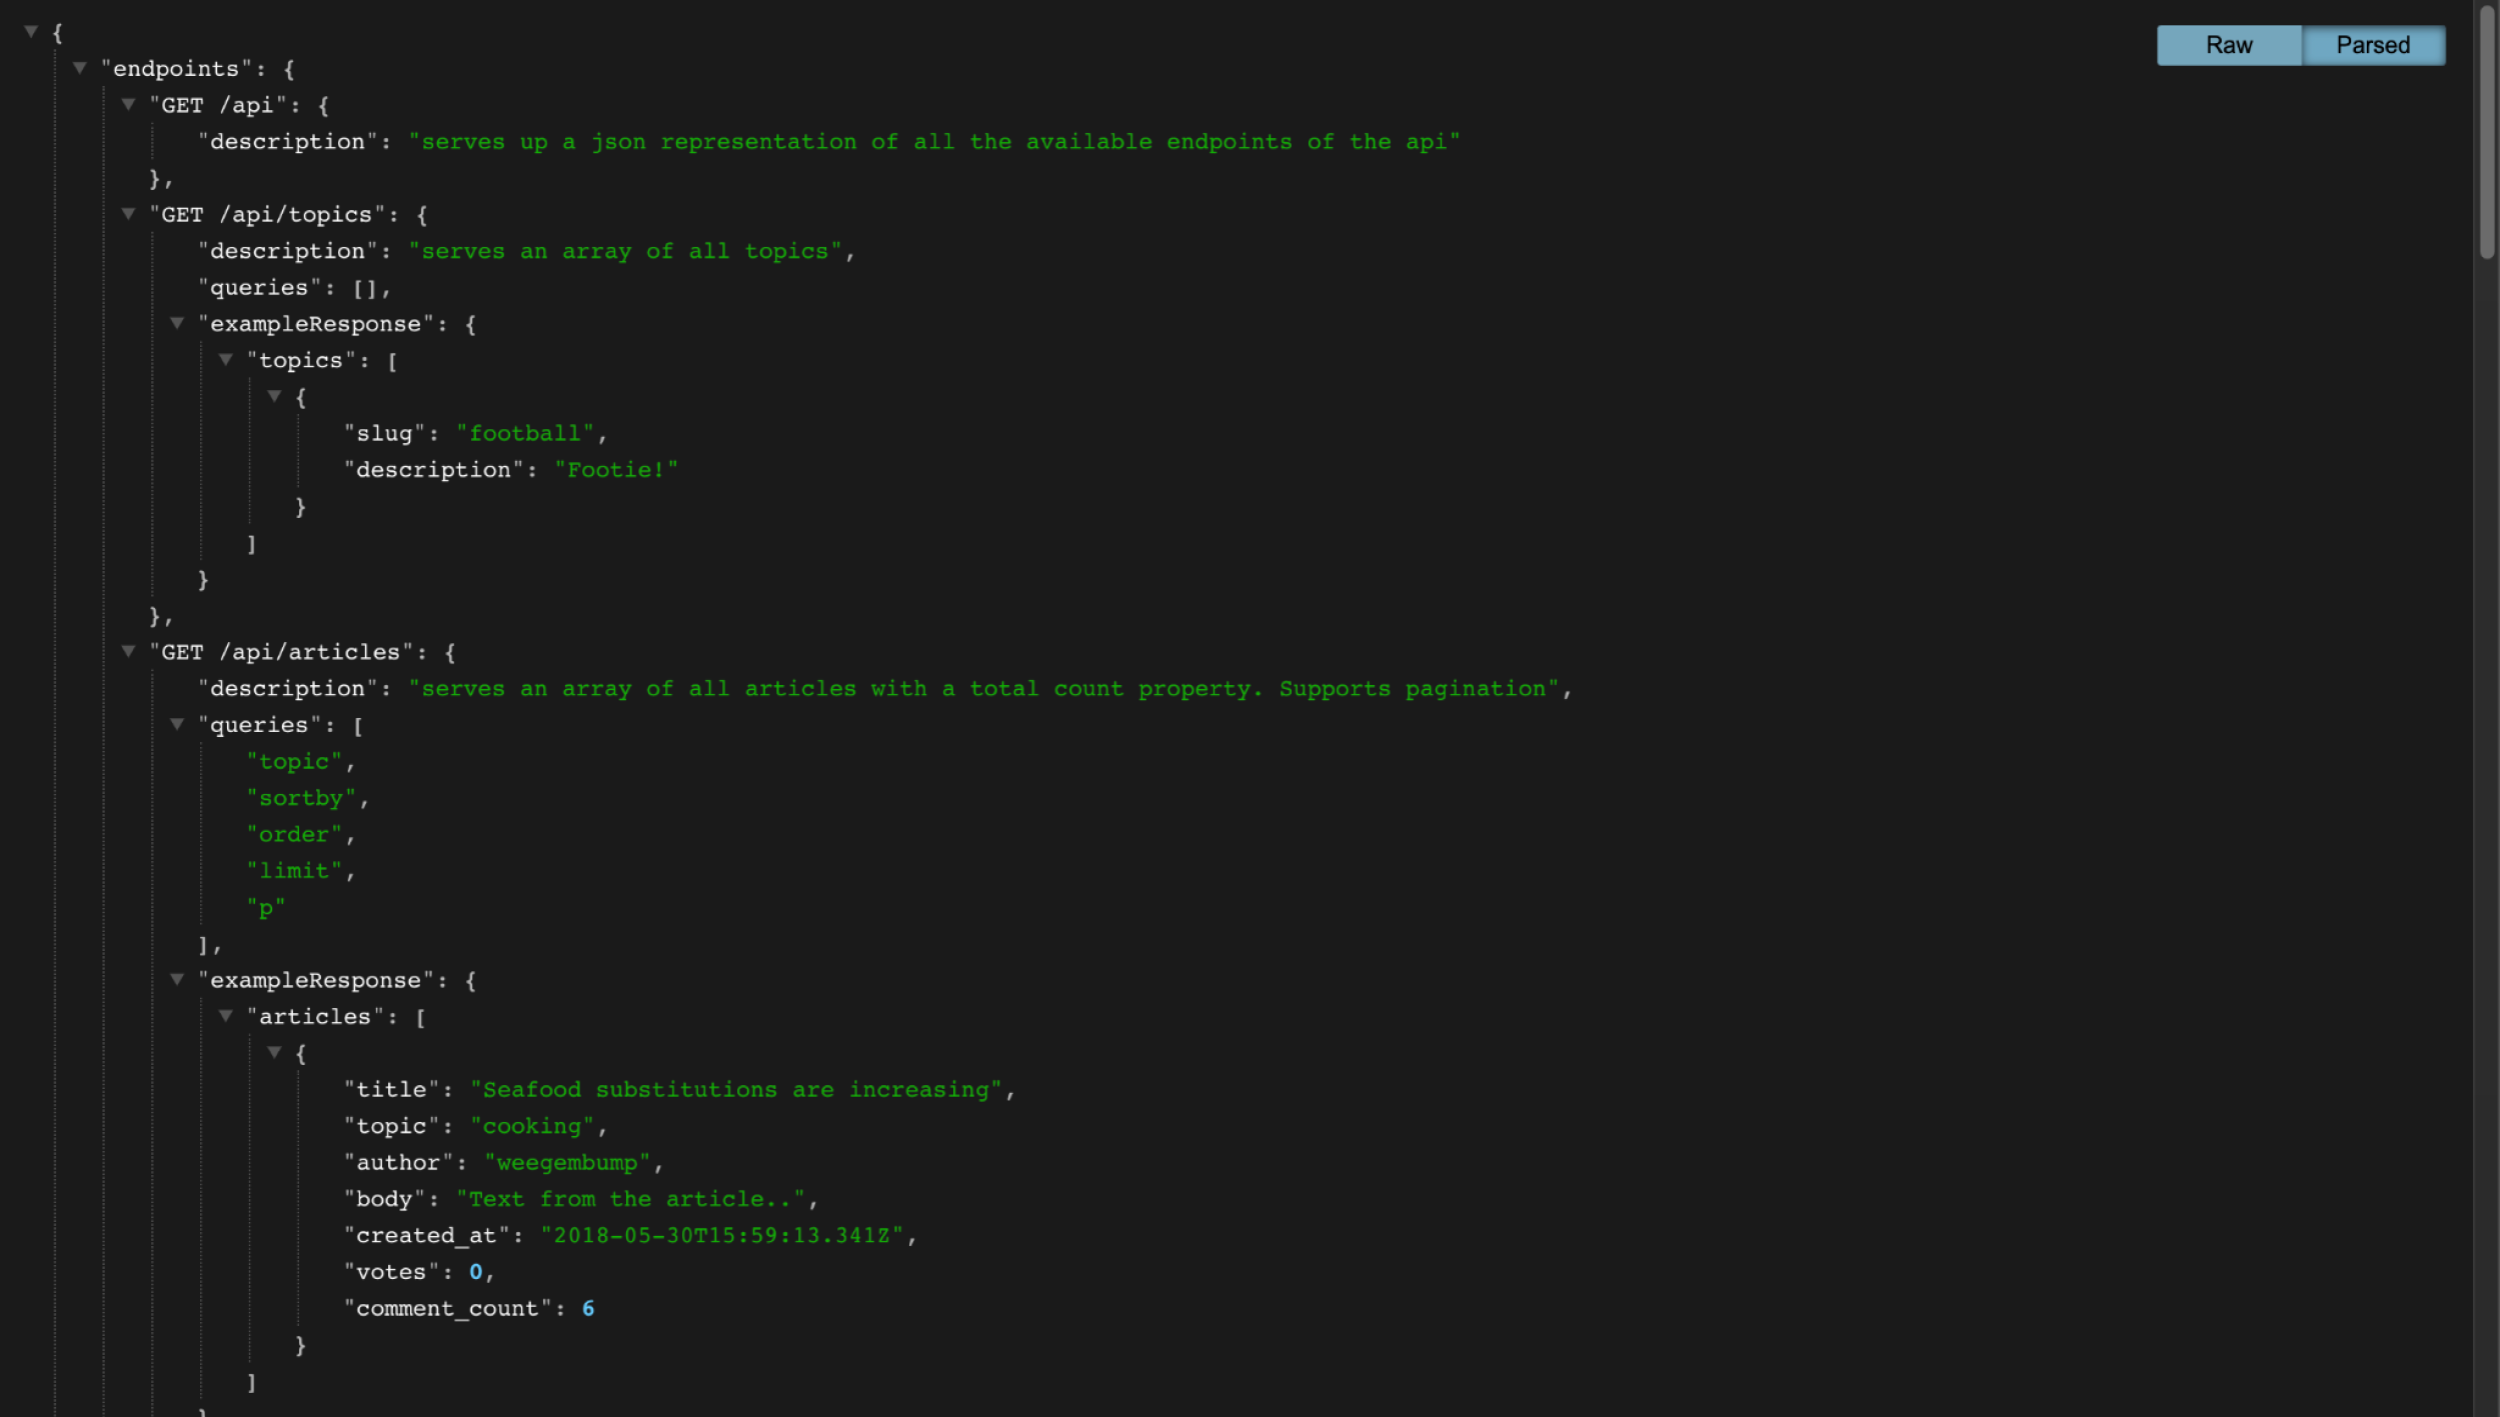 {
Raw Parsed
"endpoints": {
"GET /api": {
"description": "serves up a json representation of all the available endpoints of the api"
},
"GET /api/topics": {
"description": "serves an array of all topics",
"queries": [],
"exampleResponse": {
"topics": [
{
"slug": "football",
"description": "Footie!"
}
]
}
},
"GET /api/articles": {
"description": "serves an array of all articles with a total count property. Supports pagination",
"queries": [
"topic",
"sortby",
"order",
"limit",
"p"
],
"exampleResponse": {
"articles": [
{
"title": "Seafood substitutions are increasing",
"topic": "cooking",
"author": "weegembump",
"body": "Text from the article..",
"created_at": "2018-05-30T15:59:13.341Z",
"votes": 0,
"comment_count": 6
}
]
}